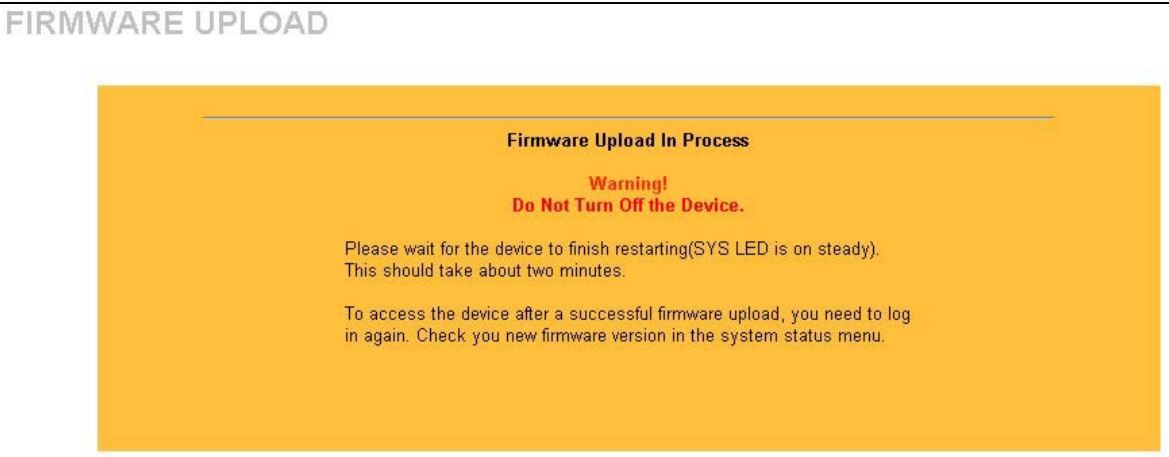 FIRMWARE UPLOAD
Firmware Upload In Process
Warning!
Do Not Turn Off the Device.
Please wait for the device to finish restarting(SYS LED is on steady).
This should take about two minutes.
To access the device after a successful firmware upload, you need to log
in again. Check you new firmware version in the system status menu.